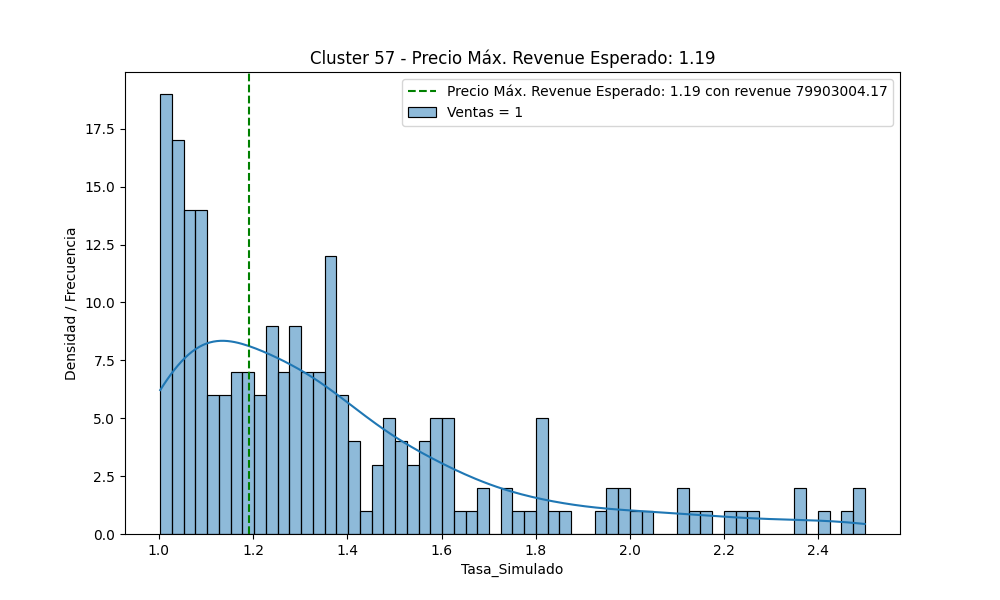 Cluster 57 - Precio Máx. Revenue Esperado: 1.19
Precio Máx. Revenue Esperado: 1.19 con revenue 79903004.17
Ventas = 1
Densidad / Frecuencia
17.5
15.0
12.5
10.0
7.5
5.0
2.5
0.0
1.0 1.2 1.4 1.6 1.8 2.0 2.2 2.4
Tasa_Simulado